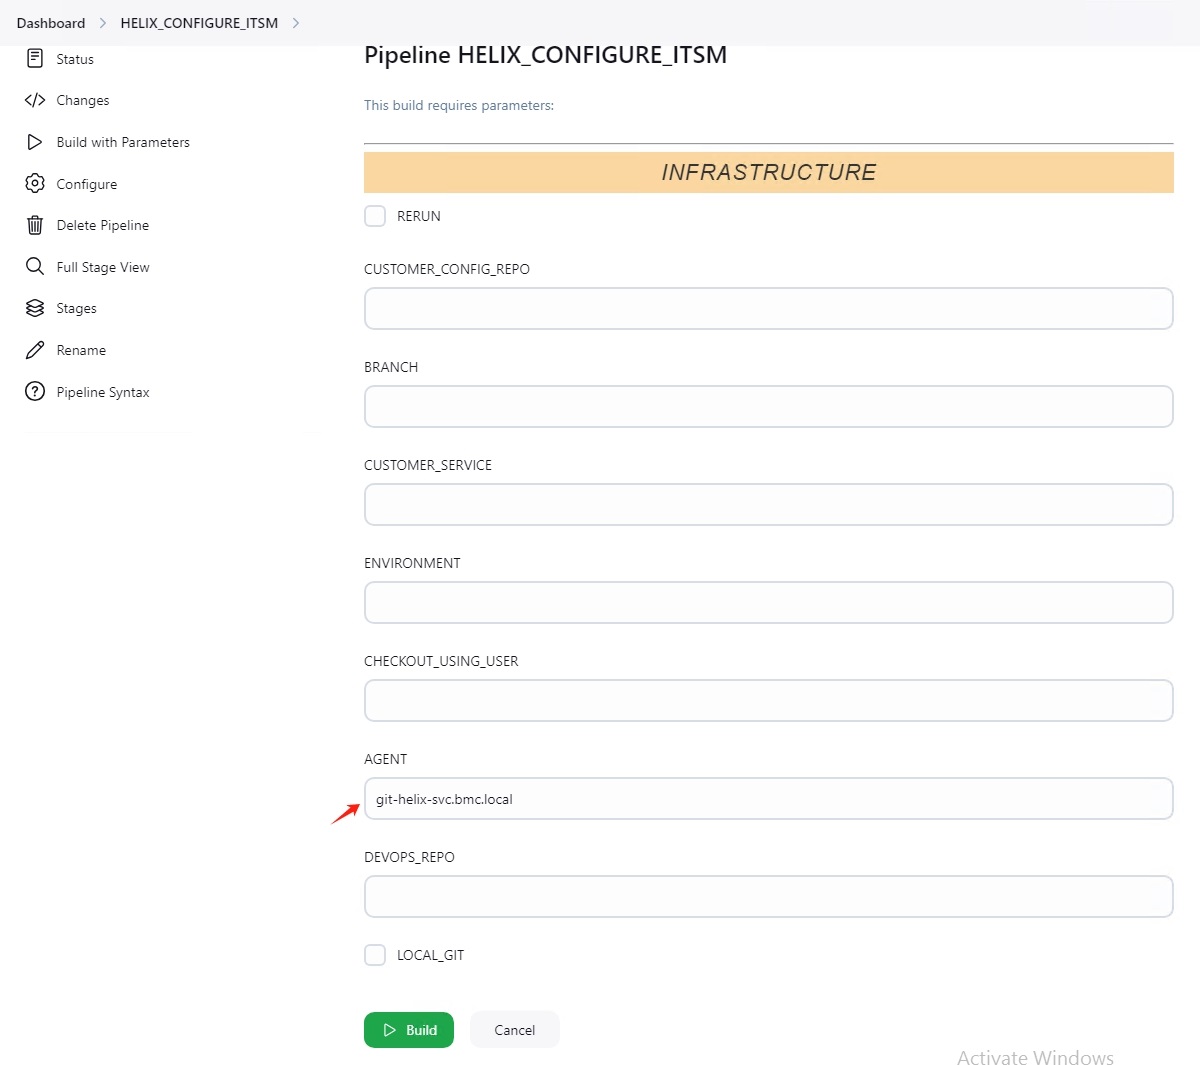 Dashboard > HELIX_CONFIGURE_ITSM >
Status
Changes
Build with Parameters
Configure
Delete Pipeline
Full Stage View
Stages
Rename
Pipeline Syntax
Pipeline HELIX_CONFIGURE_ITSM
This build requires parameters:
INFRASTRUCTURE
RERUN
CUSTOMER_CONFIG_REPO
BRANCH
CUSTOMER_SERVICE
ENVIRONMENT
CHECKOUT_USING_USER
AGENT
git-helix-svc.bmc.local
DEVOPS_REPO
LOCAL_GIT
Build Cancel
Activate Windows